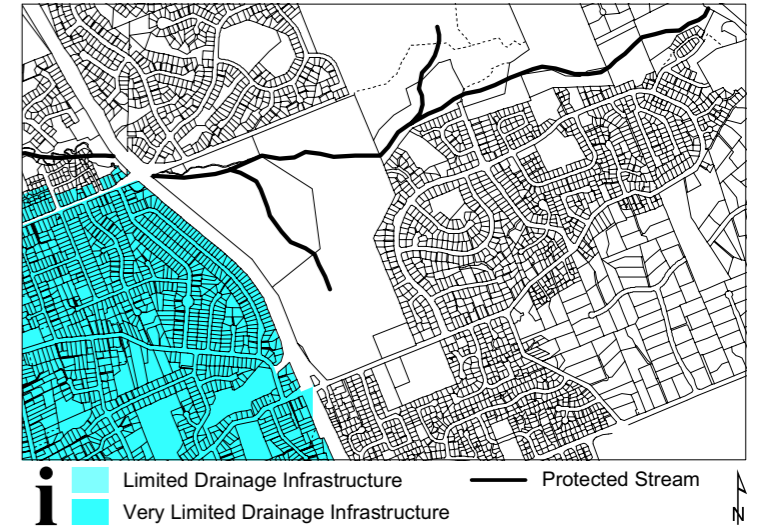 i
Limited Drainage Infrastructure
Protected Stream
Very Limited Drainage Infrastructure
N